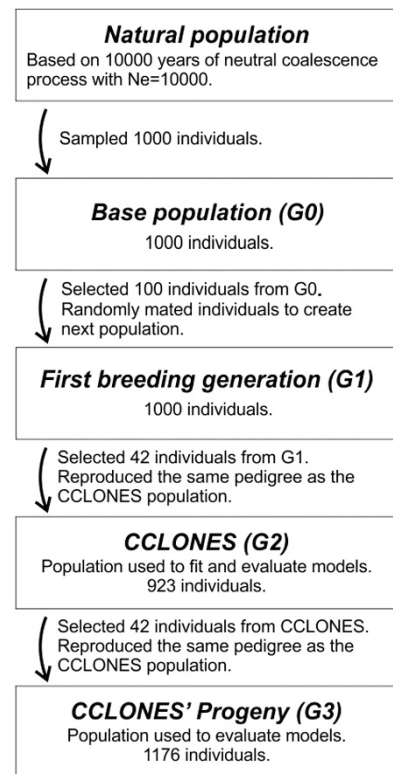 Natural population
Based on 10000 years of neutral coalescence
process with Ne=10000.
Sampled 1000 individuals.
Base population (G0)
1000 individuals.
Selected 100 individuals from G0.
Randomly mated individuals to create
next population.
First breeding generation (G1)
1000 individuals.
Selected 42 individuals from G1.
Reproduced the same pedigree as the
CCLONES population.
CCLONES (G2)
Population used to fit and evaluate models.
923 individuals.
Selected 42 individuals from CCLONES.
Reproduced the same pedigree as the
CCLONES population.
CCLONES' Progeny (G3)
Population used to evaluate models.
1176 individuals.